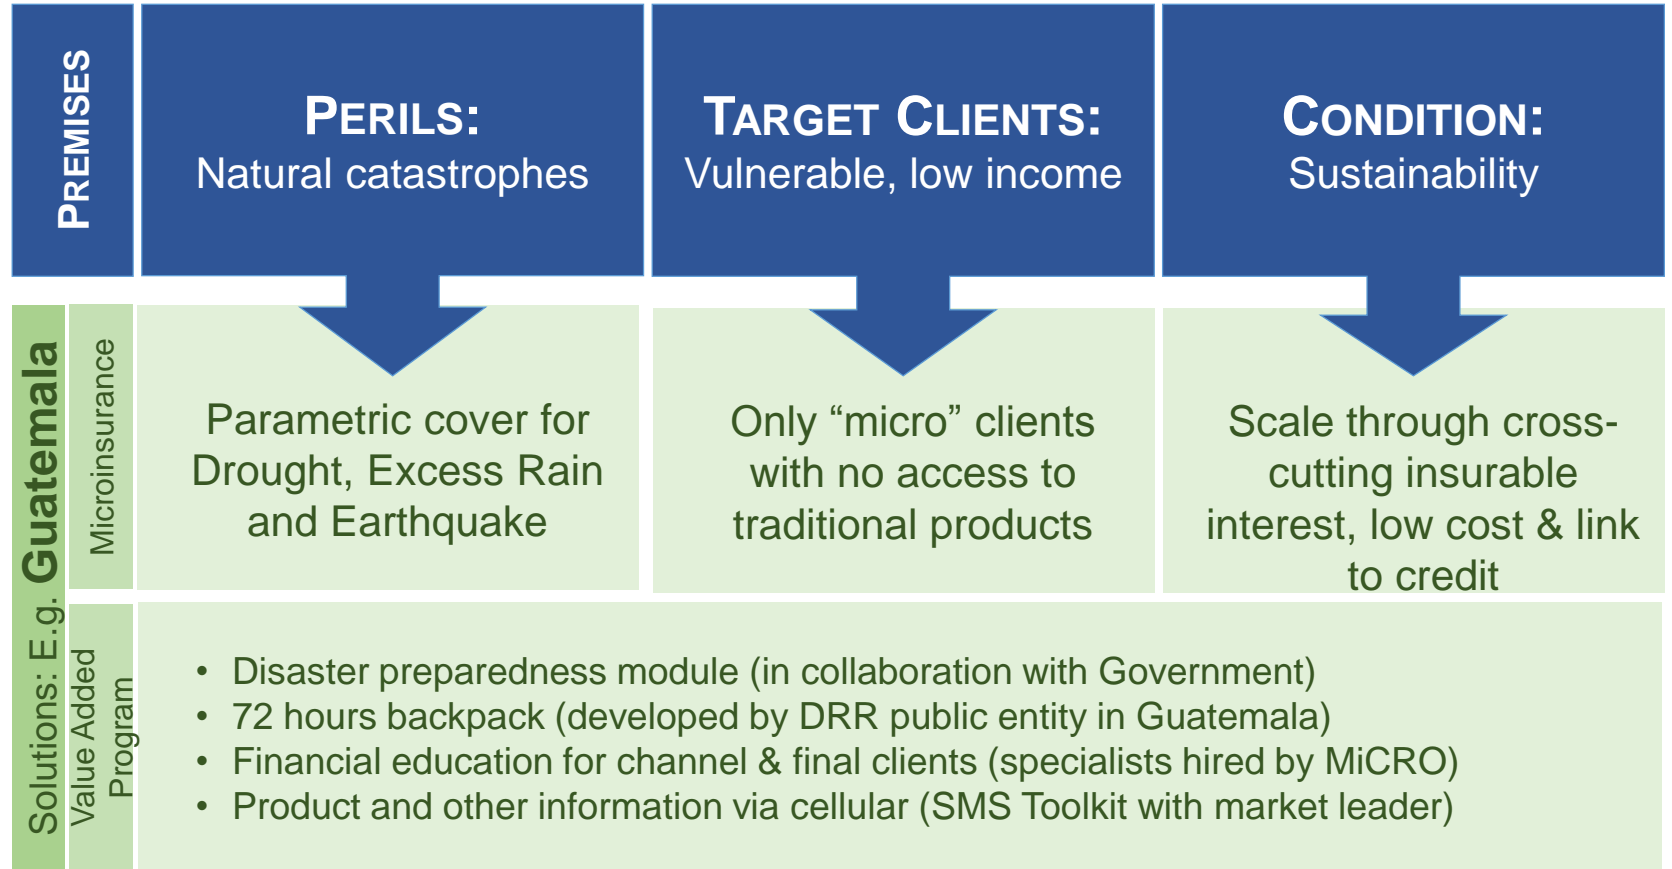 PREMISES
PERILS:
Natural catastrophes
TARGET CLIENTS:
Vulnerable, low income
CONDITION:
Sustainability
Solutions: E.g. Guatemala
Microinsurance
Parametric cover for
Drought, Excess Rain
and Earthquake
Only “micro” clients
with no access to
traditional products
Scale through cross-
cutting insurable
interest, low cost & link
to credit
Value Added
Program
• Disaster preparedness module (in collaboration with Government)
• 72 hours backpack (developed by DRR public entity in Guatemala)
• Financial education for channel & final clients (specialists hired by MiCRO)
• Product and other information via cellular (SMS Toolkit with market leader)